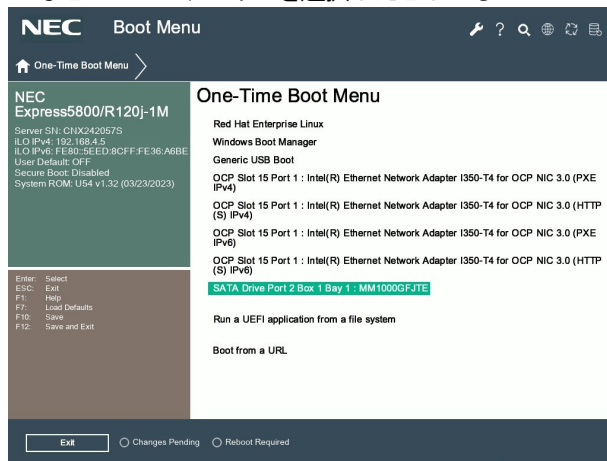 NEC Boot Menu
One-Time Boot Menu
NEC
Express5800/R120j-1M
Server SN: CNX242057S
iLO IPv4: 192.168.4.5
iLO IPv6: FE80::5EED:8CFF:FE36:A6BE
User Default: OFF
Secure Boot: Disabled
System ROM: U54 v1.32 (03/23/2023)
Enter: Select
ESC: Exit
F1: Help
F7: Load Defaults
F10: Save
F12: Save and Exit
One-Time Boot Menu
Red Hat Enterprise Linux
Windows Boot Manager
Generic USB Boot
OCP Slot 15 Port 1 : Intel(R) Ethernet Network Adapter I350-T4 for OCP NIC 3.0 (PXE
IPv4)
OCP Slot 15 Port 1 : Intel(R) Ethernet Network Adapter I350-T4 for OCP NIC 3.0 (HTTP
(S) IPv4)
OCP Slot 15 Port 1 : Intel(R) Ethernet Network Adapter I350-T4 for OCP NIC 3.0 (PXE
IPv6)
OCP Slot 15 Port 1 : Intel(R) Ethernet Network Adapter I350-T4 for OCP NIC 3.0 (HTTP
(S) IPv6)
SATA Drive Port 2 Box 1 Bay 1 : MM1000GFJTE
Run a UEFI application from a file system
Boot from a URL
Exit
Changes Pending
Reboot Required